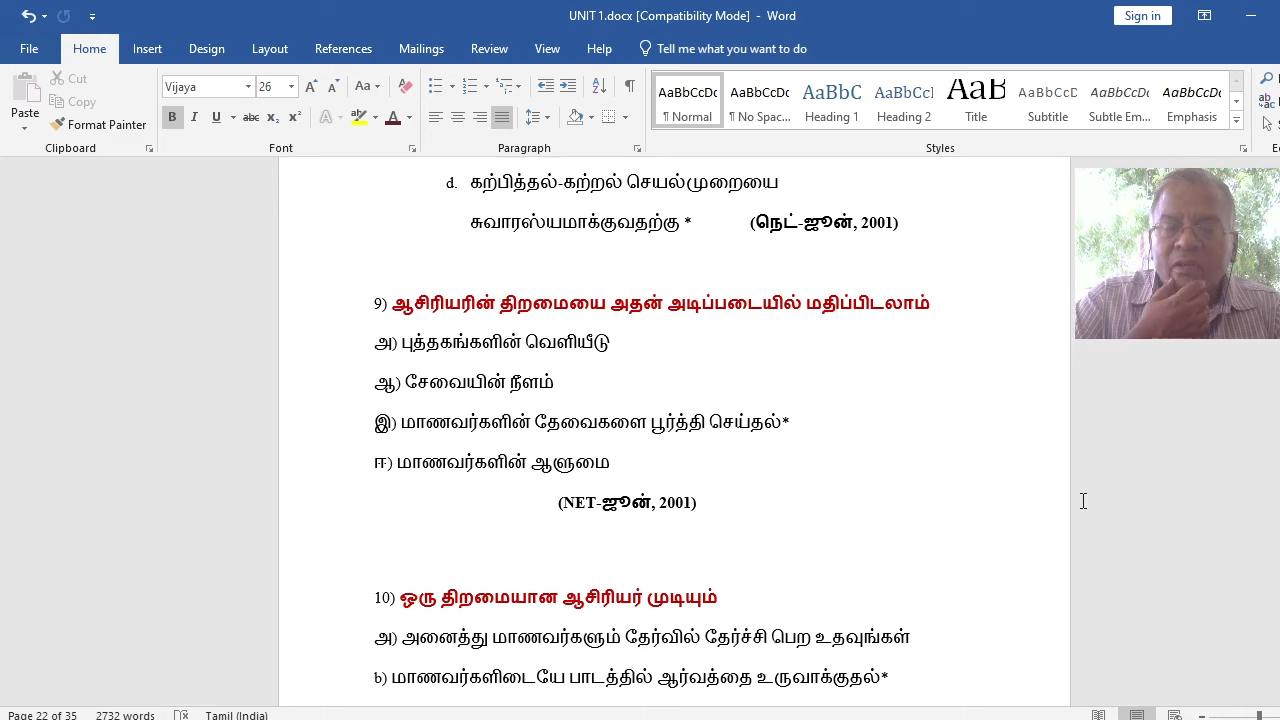 UNIT 1.docx [Compatibility Mode] - Word
Sign in
File Home Insert Design Layout References Mailings Review View Help Tell me what you want to do
Paste
Cut
Copy
Format Painter
Clipboard
Vijaya 26
Font
Paragraph
AaBbCcDc AaBbCcDc AaBbC AaBbCcI AaB AaBbCcD AaBbCcDc AaBbCcDc
¶ Normal ¶ No Spac... Heading 1 Heading 2 Title Subtitle Subtle Em... Emphasis
Styles
d. கற்பித்தல்-கற்றல் செயல்முறையை
சுவாரஸ்யமாக்குவதற்கு * (நெட்-ஜூன், 2001)
9) ஆசிரியரின் திறமையை அதன் அடிப்படையில் மதிப்பிடலாம்
அ) புத்தகங்களின் வெளியீடு
ஆ) சேவையின் நீளம்
இ) மாணவர்களின் தேவைகளை பூர்த்தி செய்தல்*
ஈ) மாணவர்களின் ஆளுமை
(NET-ஜூன், 2001)
10) ஒரு திறமையான ஆசிரியர் முடியும்
அ) அனைத்து மாணவர்களும் தேர்வில் தேர்ச்சி பெற உதவுங்கள்
b) மாணவர்களிடையே பாடத்தில் ஆர்வத்தை உருவாக்குதல்*
Page 22 of 35 2732 words Tamil (India)